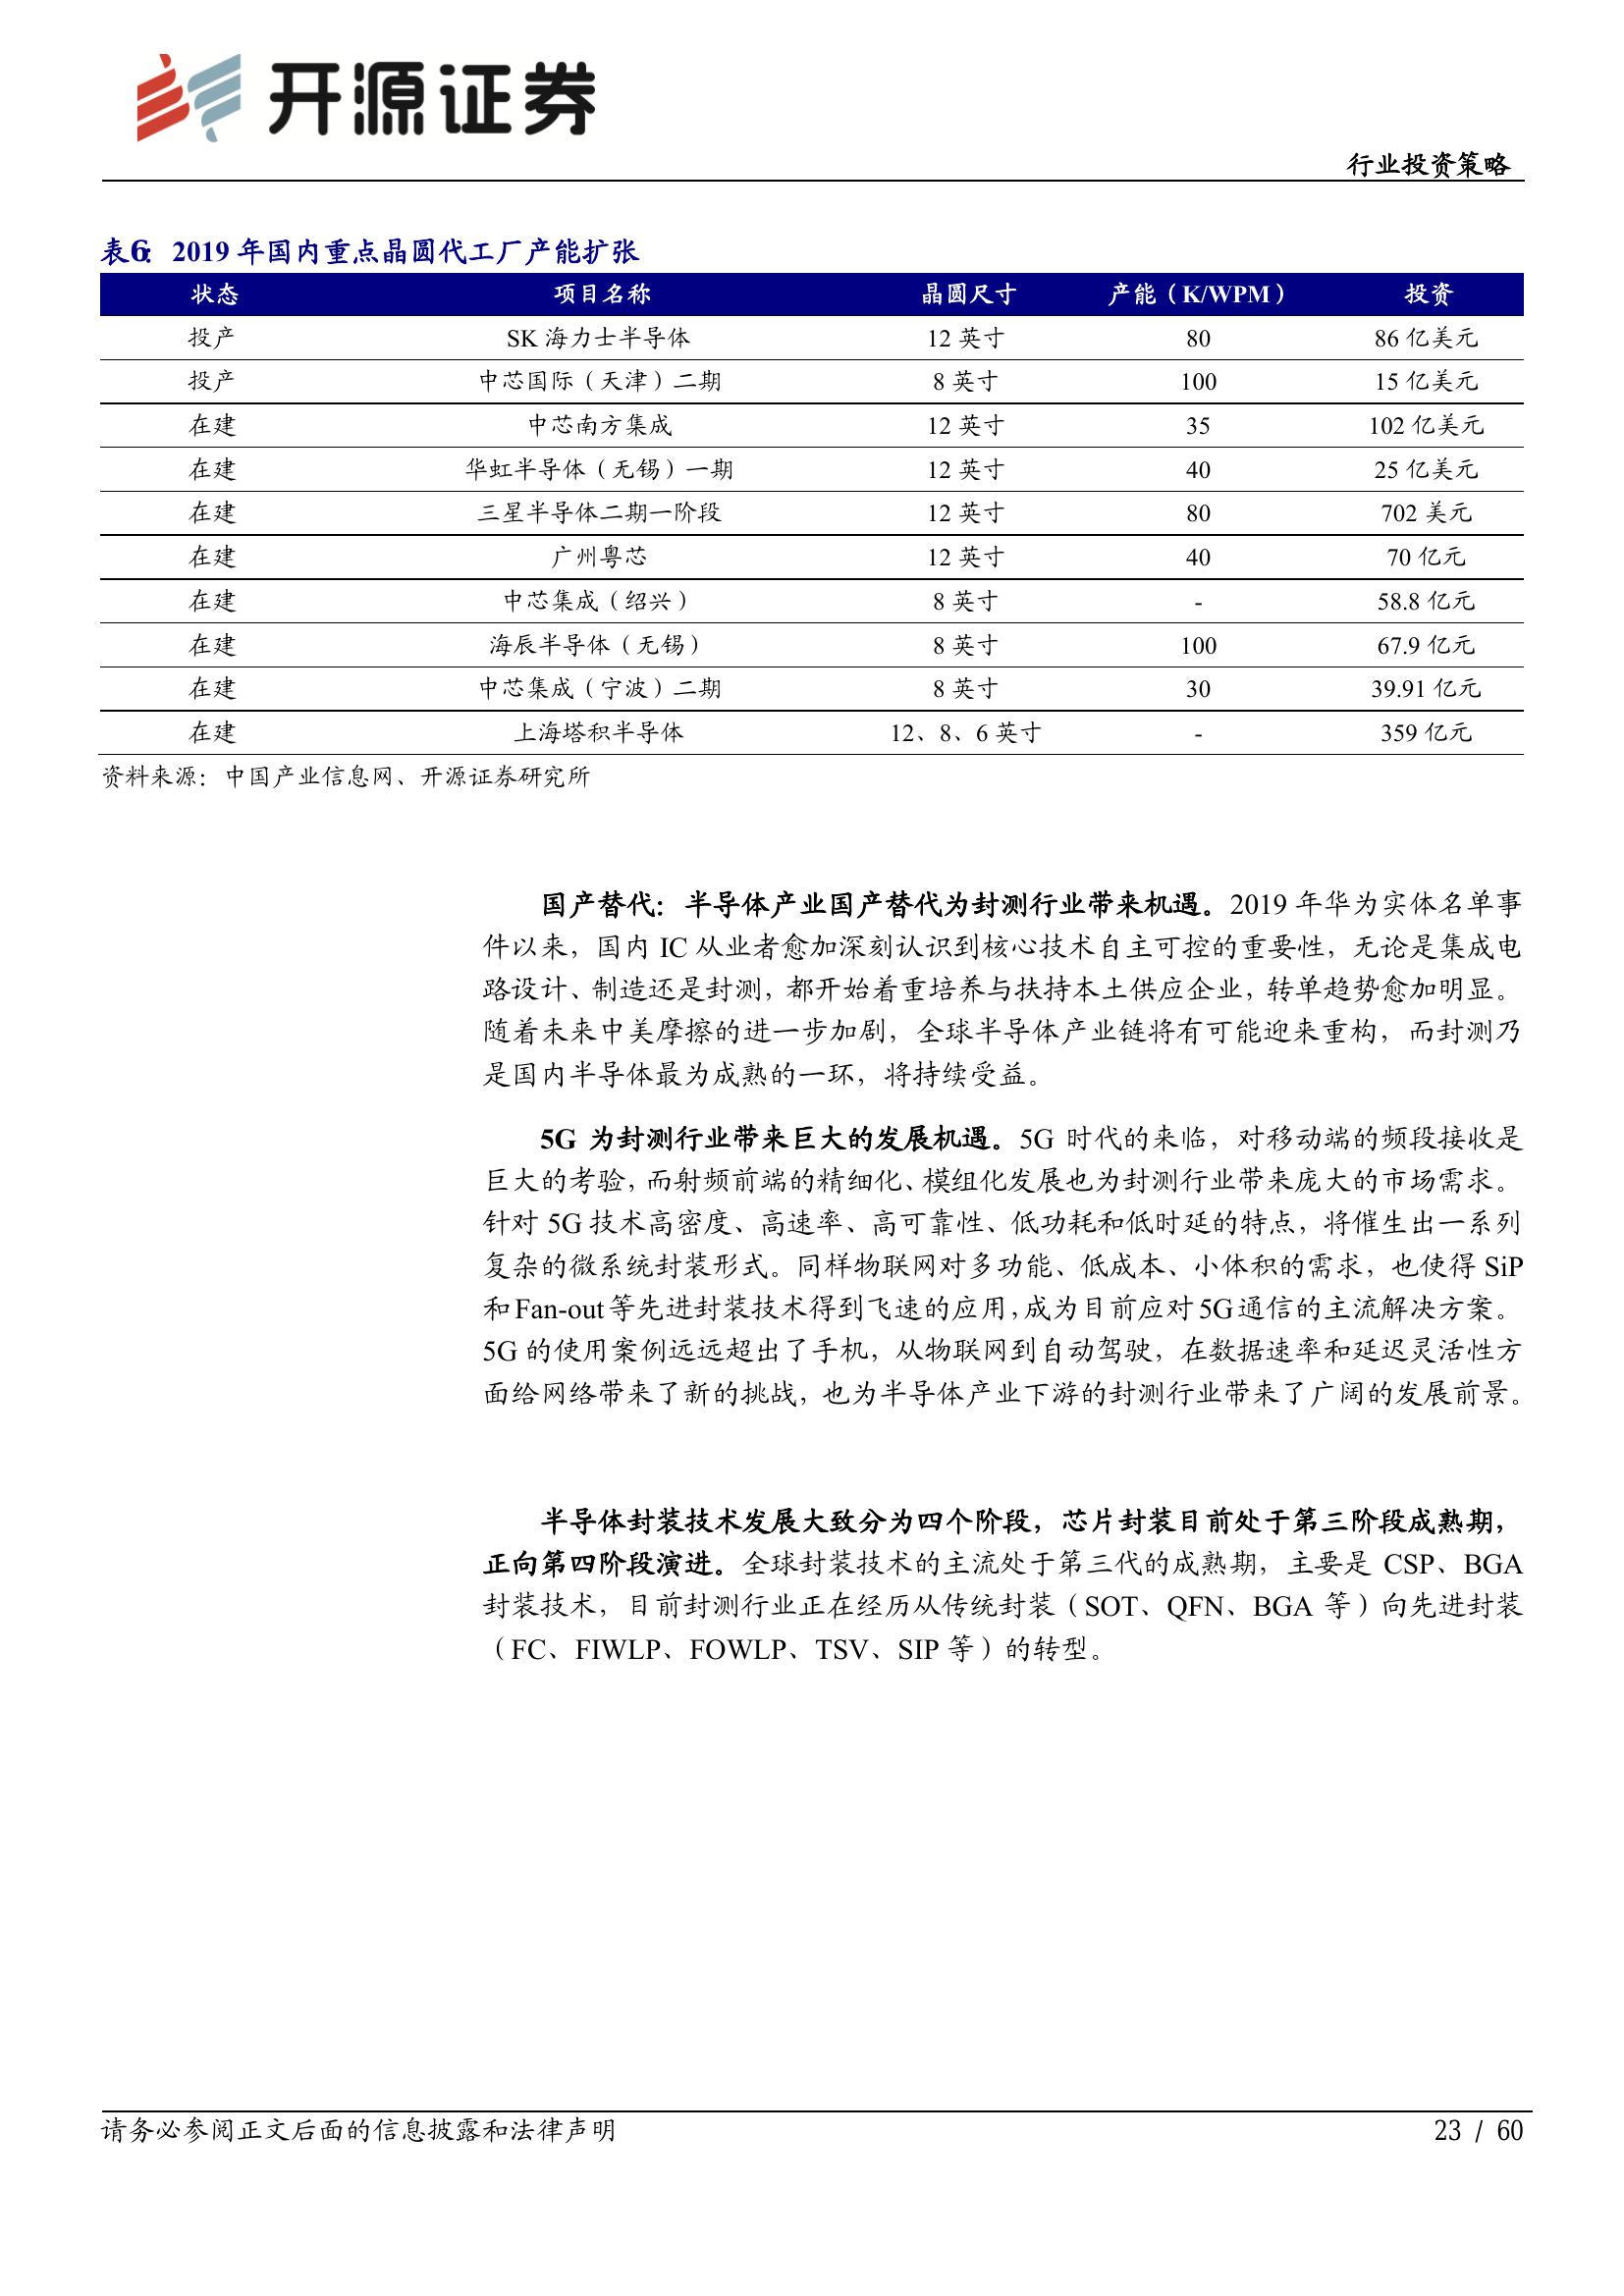 开源证券
行业投资策略
表6: 2019 年国内重点晶圆代工厂产能扩张
状态 项目名称 晶圆尺寸 产能（K/WPM） 投资
投产 SK 海力士半导体 12 英寸 80 86 亿美元
投产 中芯国际（天津）二期 8 英寸 100 15 亿美元
在建 中芯南方集成 12 英寸 35 102 亿美元
在建 华虹半导体（无锡）一期 12 英寸 40 25 亿美元
在建 三星半导体二期一阶段 12 英寸 80 702 美元
在建 广州粤芯 12 英寸 40 70 亿元
在建 中芯集成（绍兴） 8 英寸 - 58.8 亿元
在建 海辰半导体（无锡） 8 英寸 100 67.9 亿元
在建 中芯集成（宁波）二期 8 英寸 30 39.91 亿元
在建 上海塔积半导体 12、8、6 英寸 - 359 亿元
资料来源：中国产业信息网、开源证券研究所
国产替代：半导体产业国产替代为封测行业带来机遇。2019 年华为实体名单事
件以来，国内 IC 从业者愈加深刻认识到核心技术自主可控的重要性，无论是集成电
路设计、制造还是封测，都开始着重培养与扶持本土供应企业，转单趋势愈加明显。
随着未来中美摩擦的进一步加剧，全球半导体产业链将有可能迎来重构，而封测乃
是国内半导体最为成熟的一环，将持续受益。
5G 为封测行业带来巨大的发展机遇。5G 时代的来临，对移动端的频段接收是
巨大的考验，而射频前端的精细化、模组化发展也为封测行业带来庞大的市场需求。
针对 5G 技术高密度、高速率、高可靠性、低功耗和低时延的特点，将催生出一系列
复杂的微系统封装形式。同样物联网对多功能、低成本、小体积的需求，也使得 SiP
和 Fan-out 等先进封装技术得到飞速的应用，成为目前应对 5G 通信的主流解决方案。
5G 的使用案例远远超出了手机，从物联网到自动驾驶，在数据速率和延迟灵活性方
面给网络带来了新的挑战，也为半导体产业下游的封测行业带来了广阔的发展前景。
半导体封装技术发展大致分为四个阶段，芯片封装目前处于第三阶段成熟期，
正向第四阶段演进。全球封装技术的主流处于第三代的成熟期，主要是 CSP、BGA
封装技术，目前封测行业正在经历从传统封装（SOT、QFN、BGA 等）向先进封装
（FC、FIWLP、FOWLP、TSV、SIP 等）的转型。
请务必参阅正文后面的信息披露和法律声明
23 / 60